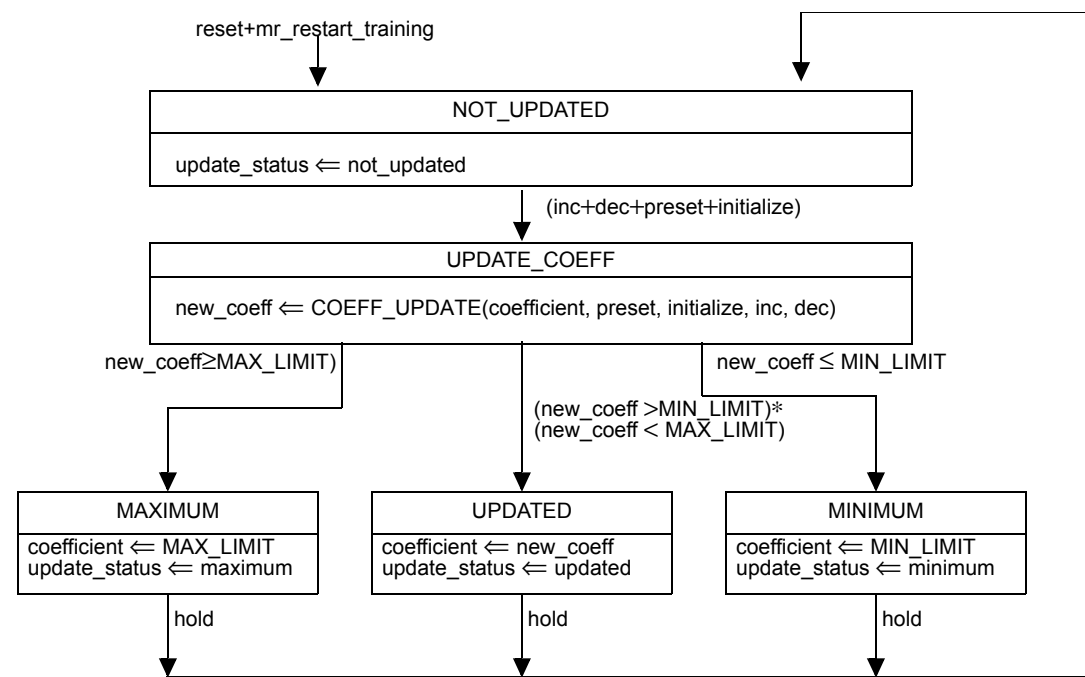 reset+mr_restart_training
NOT_UPDATED
update_status ⇐ not_updated
(inc+dec+preset+initialize)
UPDATE_COEFF
new_coeff ⇐ COEFF_UPDATE(coefficient, preset, initialize, inc, dec)
new_coeff≥MAX_LIMIT)
new_coeff ≤ MIN_LIMIT
(new_coeff >MIN_LIMIT)*
(new_coeff < MAX_LIMIT)
MAXIMUM
coefficient ⇐ MAX_LIMIT
update_status ⇐ maximum
UPDATED
coefficient ⇐ new_coeff
update_status ⇐ updated
MINIMUM
coefficient ⇐ MIN_LIMIT
update_status ⇐ minimum
hold
hold
hold